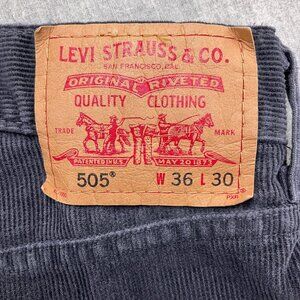 LEVI STRAUSS & CO.
SAN FRANCISCO, CAL.
ORIGINAL RIVETED
QUALITY CLOTHING
TRADE MARK
PATENTED IN U.S. MAY 20 1873
505® W 36 L 30